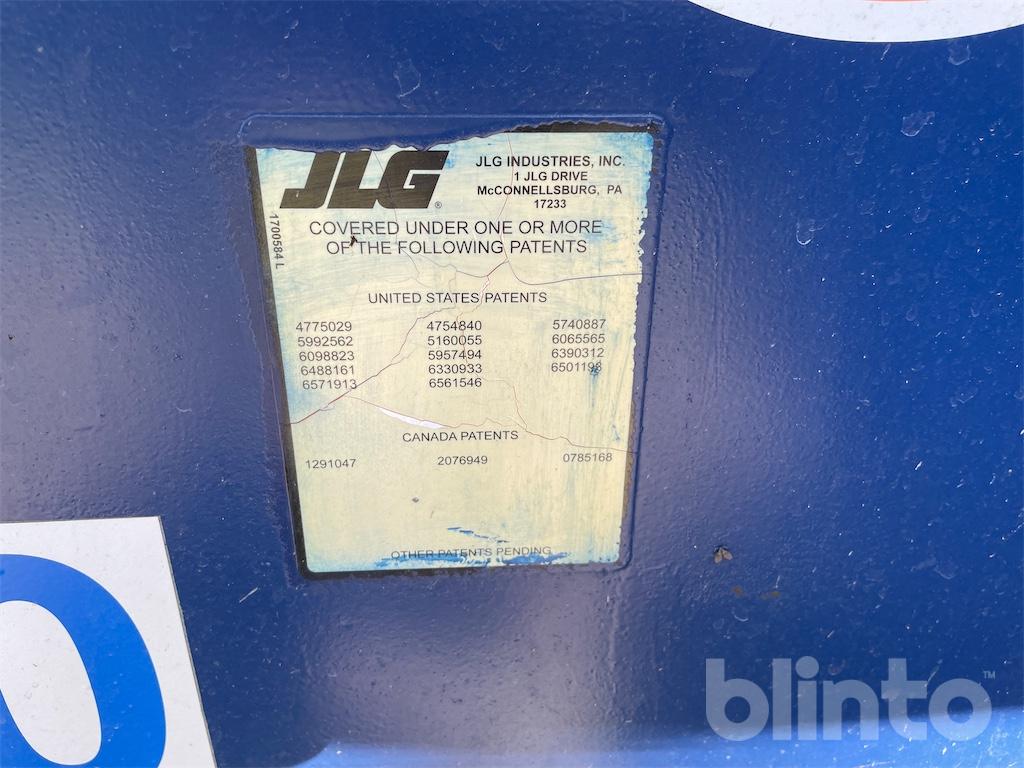 JLG®
JLG INDUSTRIES, INC.
1 JLG DRIVE
McCONNELLSBURG, PA
17233
1700584 L
COVERED UNDER ONE OR MORE
OF THE FOLLOWING PATENTS
UNITED STATES PATENTS
4775029 4754840 5740887
5992562 5160055 6065565
6098823 5957494 6390312
6488161 6330933 6501198
6571913 6561546
CANADA PATENTS
1291047 2076949 0785168
OTHER PATENTS PENDING
0
blinto™